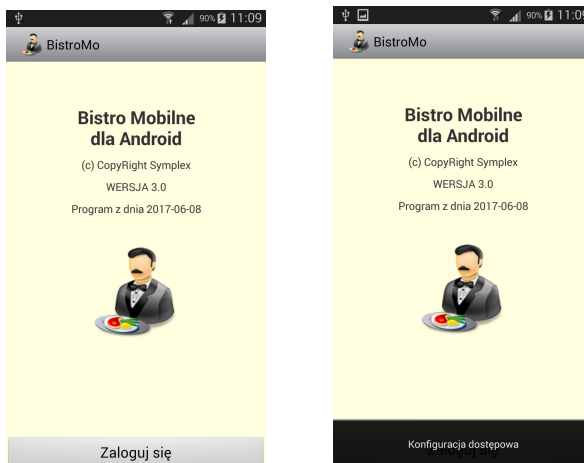 90% 11:09
BistroMo
Bistro Mobilne
dla Android
(c) CopyRight Symplex
WERSJA 3.0
Program z dnia 2017-06-08
Zaloguj się
90% 11:09
BistroMo
Bistro Mobilne
dla Android
(c) CopyRight Symplex
WERSJA 3.0
Program z dnia 2017-06-08
Konfiguracja dostępowa
Zaloguj się